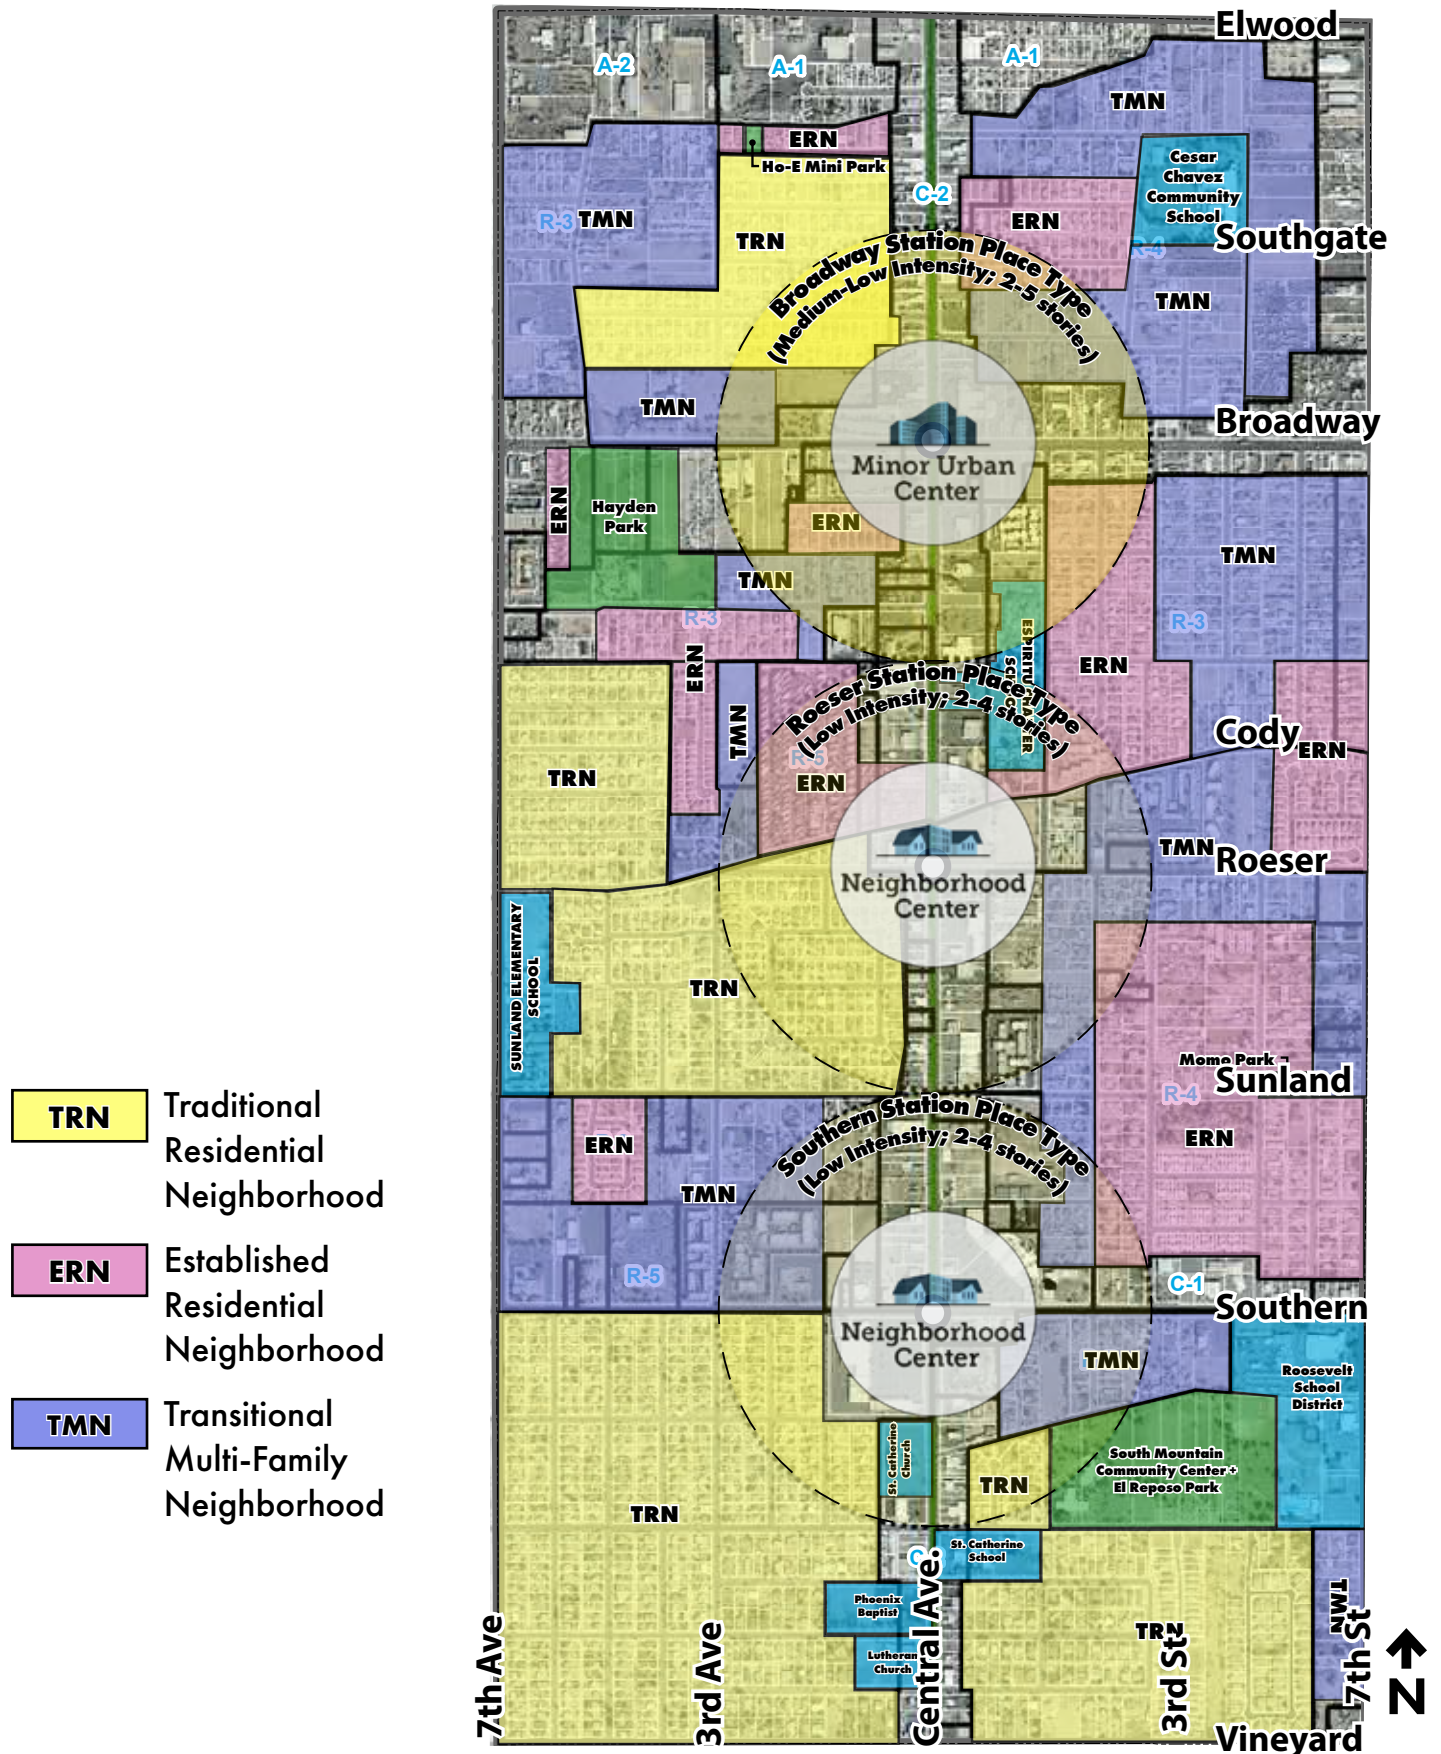 Elwood
A-2
A-1
A-1
TMN
ERN
Ho-E Mini Park
Cesar
Chavez
Community
School
C-2
R-3 TMN
ERN
TRN
Southgate
R-4
Broadway Station Place Type
(Medium-Low Intensity; 2-5 stories)
TMN
TMN
Broadway
Minor Urban
Center
ERN
Hayden
Park
ERN
TMN
TMN
R-3
R-3
ERN
ERN
ESPIRITU
SC
ER
Roeser Station Place Type
(Low Intensity; 2-4 stories)
TMN
Cody
ERN
R-5
TRN
ERN
TMN
Roeser
Neighborhood
Center
SUNLAND ELEMENTARY
SCHOOL
TRN
Momo Park
Sunland
R-4
TRN
Traditional
Residential
Neighborhood
Southern Station Place Type
(Low Intensity; 2-4 stories)
ERN
ERN
TMN
ERN
Established
Residential
Neighborhood
R-5
C-1
Southern
Neighborhood
Center
TMN
Roosevelt
School
District
TMN
Transitional
Multi-Family
Neighborhood
St. Catherine
Church
South Mountain
Community Center +
El Reposo Park
TRN
TRN
St. Catherine
School
C
Phoenix
Baptist
Lutheran
Church
TRN
TMN
7th Ave
3rd Ave
Central Ave.
3rd St
7th St
N
Vineyard